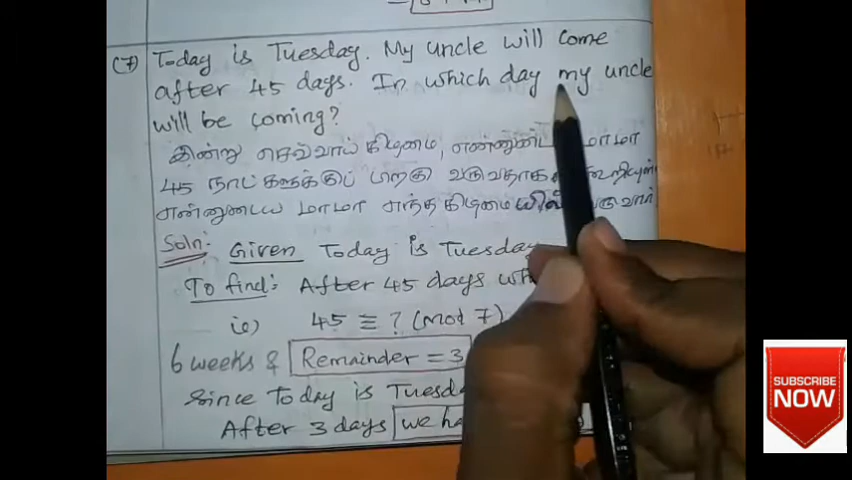 (7) Today is Tuesday. My uncle will come
after 45 days. In which day my uncle
will be coming?
இன்று செவ்வாய் கிழமை, என்னுடைய மாமா
45 நாட்களுக்குப் பிறகு வருவதாக
என்னுடைய மாமா எந்த கிழமையில் வருவார்
Soln: Given Today is Tuesday
To find: After 45 days
ie) 45 ≡ ? (mod 7)
6 weeks & Remainder = 3
Since Today is
After 3 days we
SUBSCRIBE
NOW